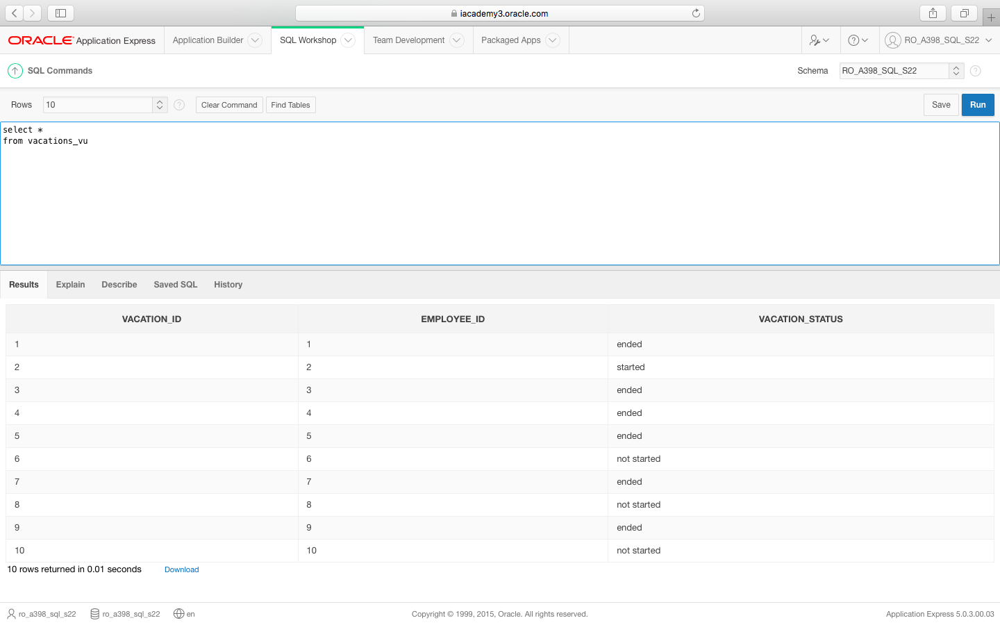 iacademy3.oracle.com
ORACLE Application Express Application Builder SQL Workshop Team Development Packaged Apps RO_A398_SQL_S22
SQL Commands Schema RO_A398_SQL_S22
Rows 10 Clear Command Find Tables Save Run
select *
from vacations_vu
Results Explain Describe Saved SQL History
VACATION_ID EMPLOYEE_ID VACATION_STATUS
1 1 ended
2 2 started
3 3 ended
4 4 ended
5 5 ended
6 6 not started
7 7 ended
8 8 not started
9 9 ended
10 10 not started
10 rows returned in 0.01 seconds Download
ro_a398_sql_s22 ro_a398_sql_s22 en Copyright © 1999, 2015, Oracle. All rights reserved. Application Express 5.0.3.00.03